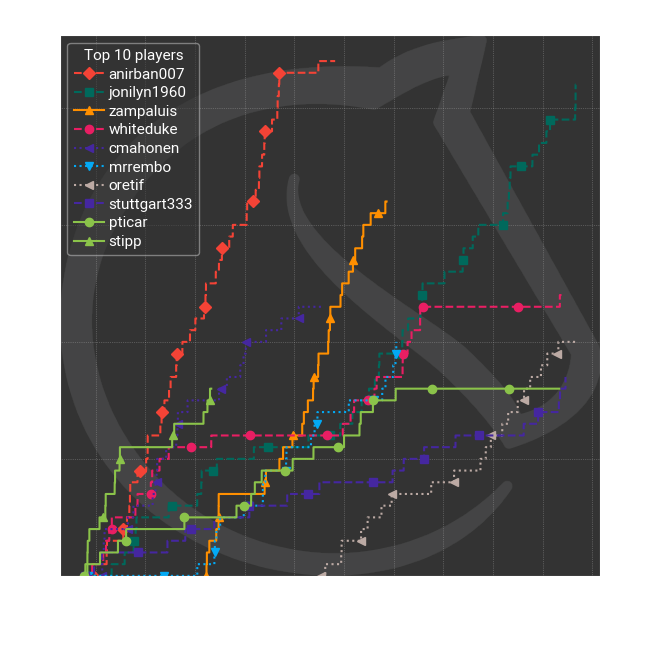 Top 10 players
anirban007
jonilyn1960
zampaluis
whiteduke
cmahonen
mrrembo
oretif
stuttgart333
pticar
stipp